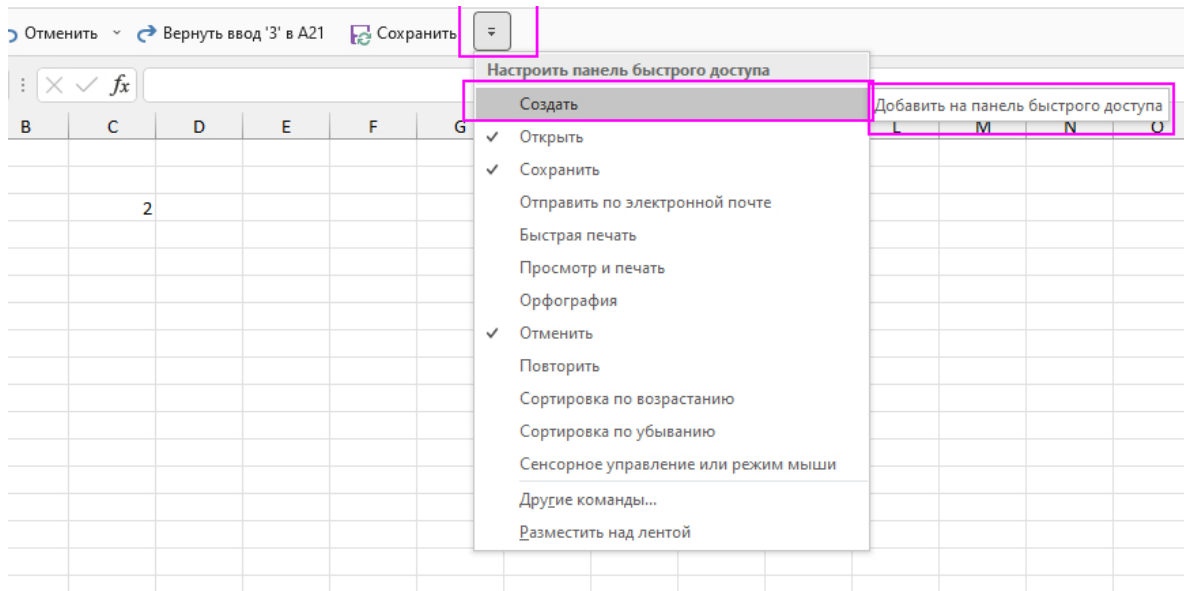 Отменить Вернуть ввод '3' в A21 Сохранить
Настроить панель быстрого доступа
fx
Создать
Добавить на панель быстрого доступа
B C D E F G L M N O
Открыть
Сохранить
2
Отправить по электронной почте
Быстрая печать
Просмотр и печать
Орфография
Отменить
Повторить
Сортировка по возрастанию
Сортировка по убыванию
Сенсорное управление или режим мыши
Другие команды...
Разместить над лентой